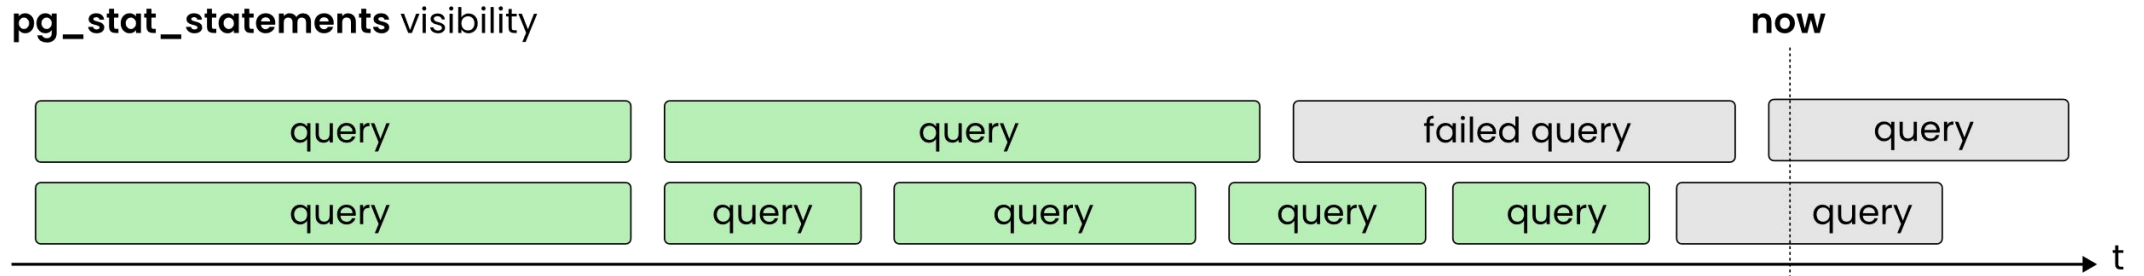 pg_stat_statements visibility
now
query query failed query query
query query query query query query
t